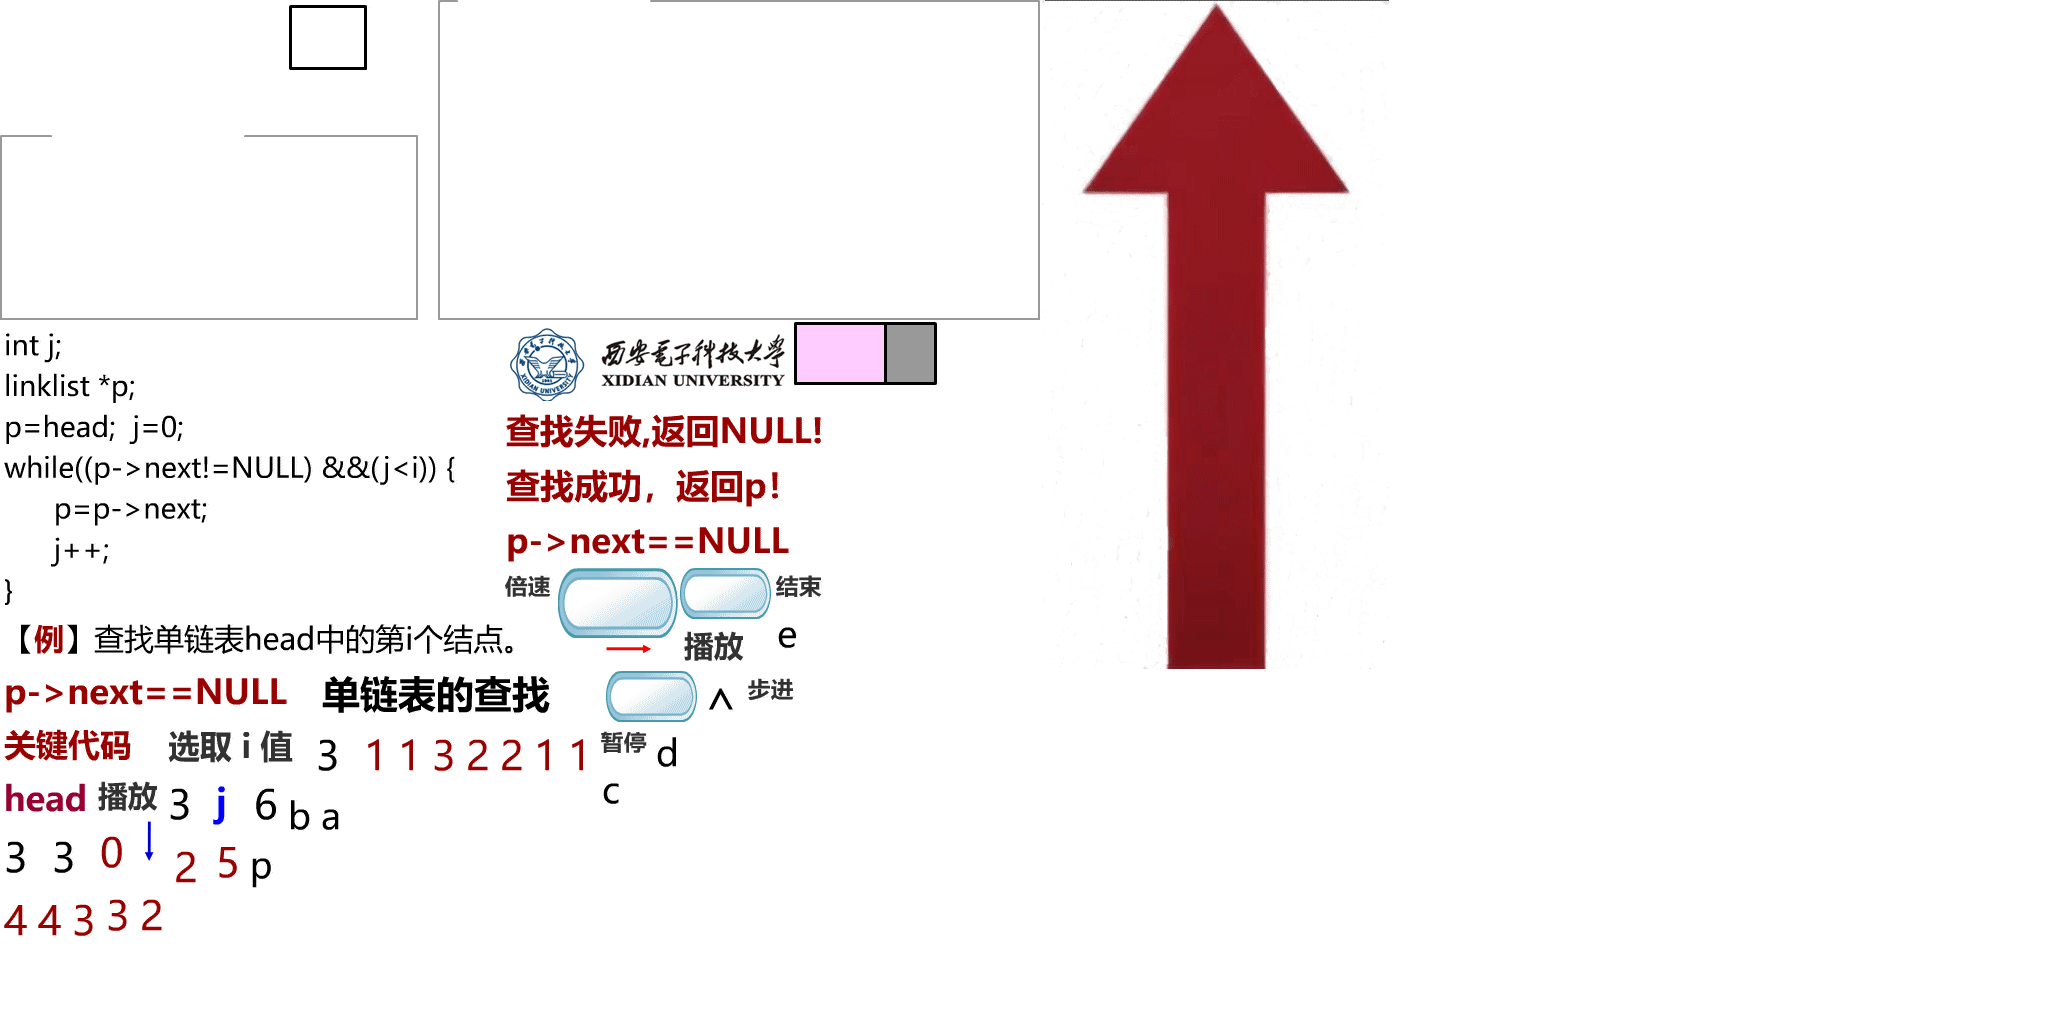 int j;
linklist *p;
p=head;  j=0;
while((p->next!=NULL) &&(j<i)) {
p=p->next;
j++;
}
【例】查找单链表head中的第i个结点。
p->next==NULL
单链表的查找
关键代码
选取 i 值
3
1 1 3 2 2 1 1
head
播放
3
j
6
b a
3
3
0
2
5
p
4 4 3 3 2
西安电子科技大学
XIDIAN UNIVERSITY
查找失败,返回NULL!
查找成功，返回p!
p->next==NULL
倍速
结束
播放
e
^
步进
暂停
d
c